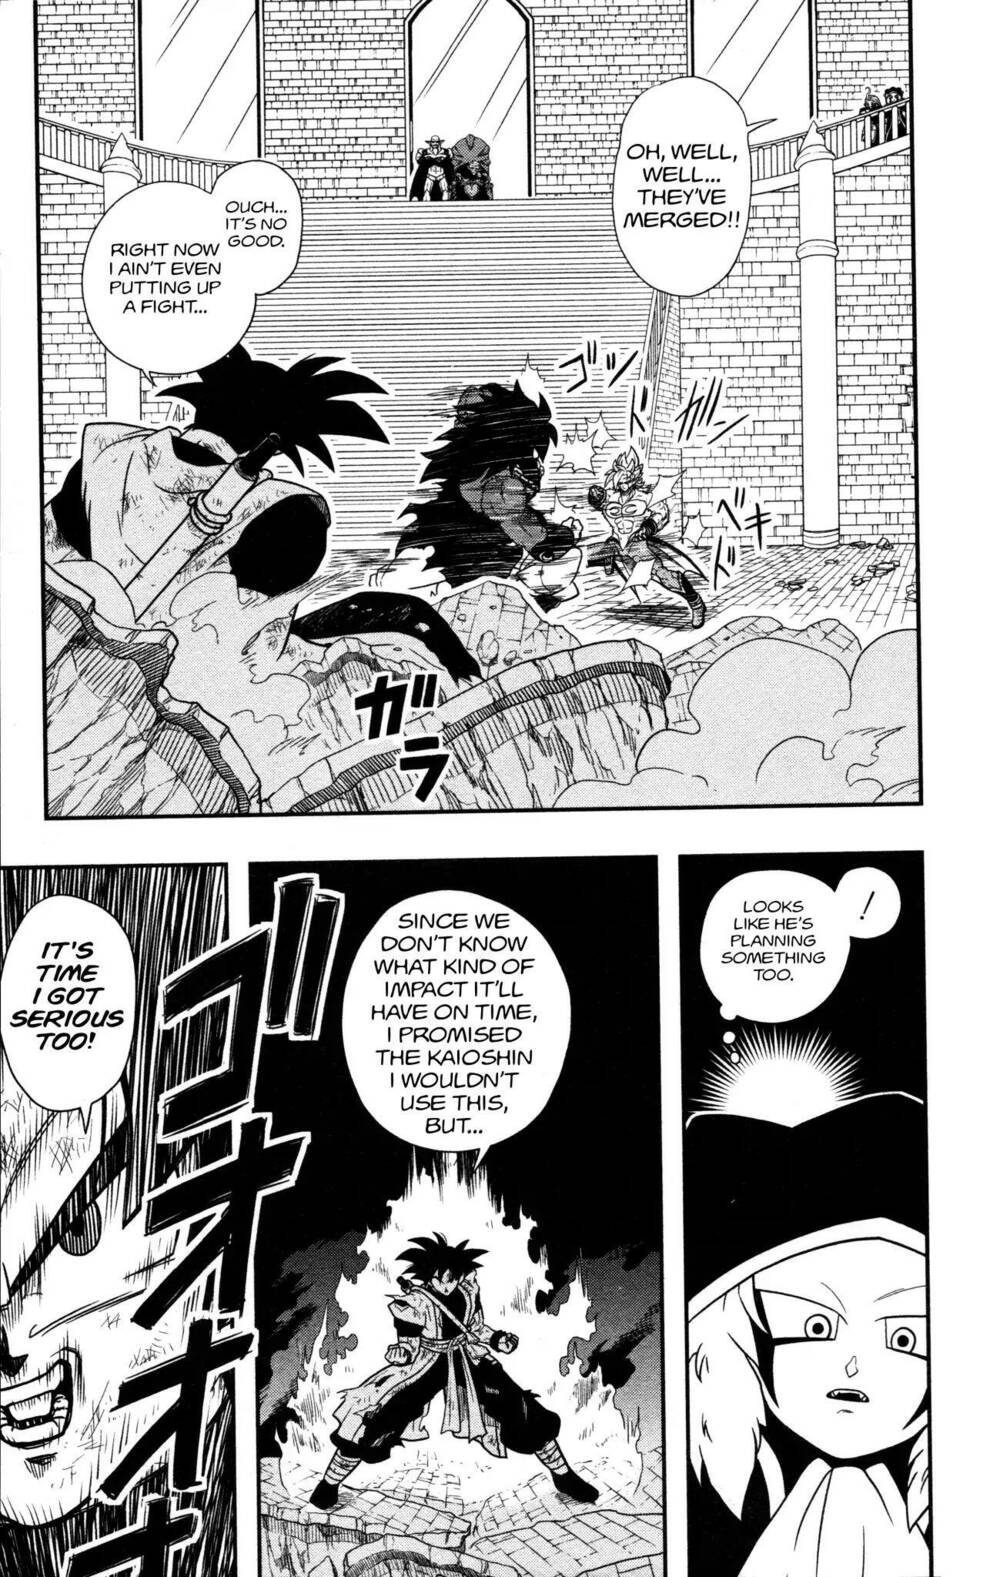 OH, WELL,
WELL...
THEY'VE
MERGED!!
OUCH...
IT'S NO
GOOD.
RIGHT NOW
I AIN'T EVEN
PUTTING UP
A FIGHT...
ゴッ
ドガッ
ベキ
ドッ
ガラ
!
LOOKS
LIKE HE'S
PLANNING
SOMETHING
TOO.
SINCE WE
DON'T KNOW
WHAT KIND OF
IMPACT IT'LL
HAVE ON TIME,
I PROMISED
THE KAIOSHIN
I WOULDN'T
USE THIS,
BUT...
ゴオオオ
IT'S
TIME
I GOT
SERIOUS
TOO!